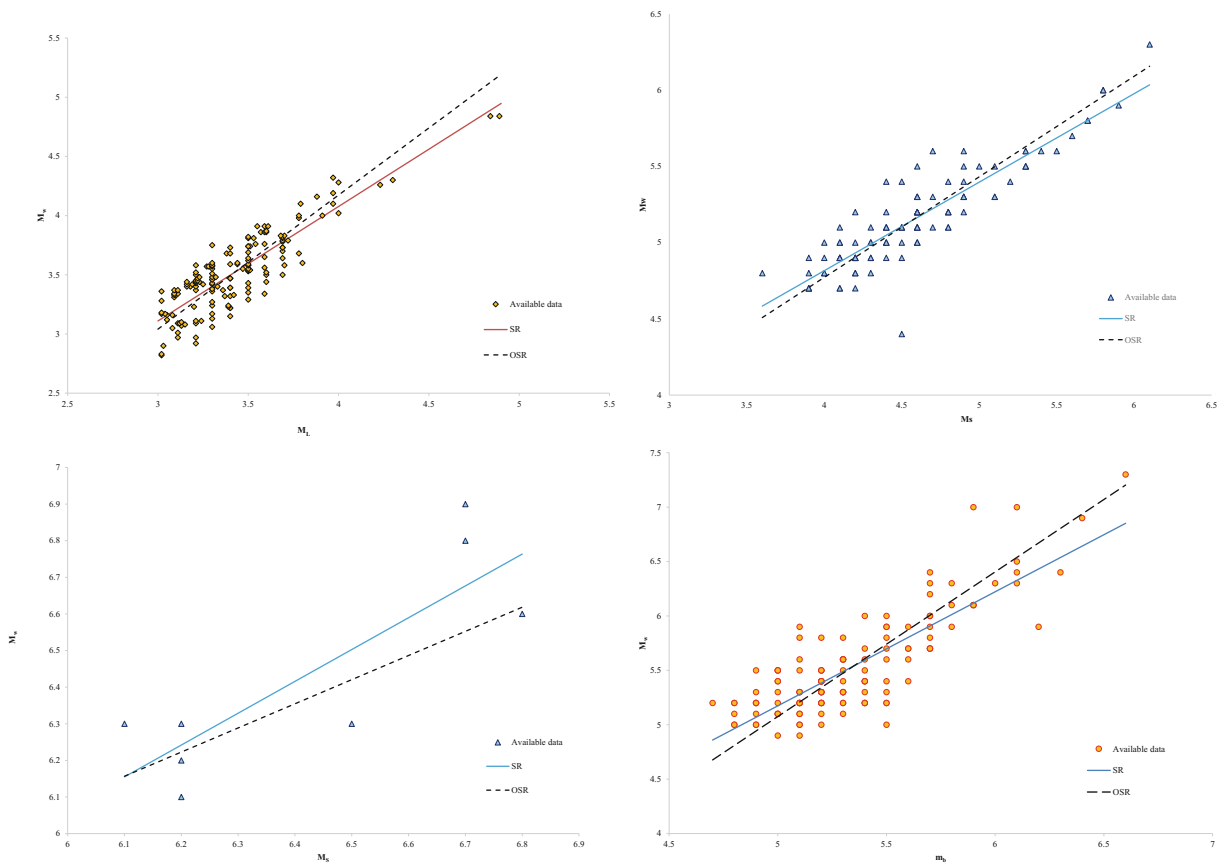 5.5
5
4.5
4
3.5
3
2.5
2.5 3 3.5 4 4.5 5 5.5
M_w
M_L
Available data
SR
OSR
6.5
6
5.5
5
4.5
4
3 3.5 4 4.5 5 5.5 6 6.5
Mw
Ms
Available data
SR
OSR
7
6.9
6.8
6.7
6.6
6.5
6.4
6.3
6.2
6.1
6
6 6.1 6.2 6.3 6.4 6.5 6.6 6.7 6.8 6.9
M_w
M_S
Available data
SR
OSR
7.5
7
6.5
6
5.5
5
4.5
4
4.5 5 5.5 6 6.5 7
M_w
m_b
Available data
SR
OSR